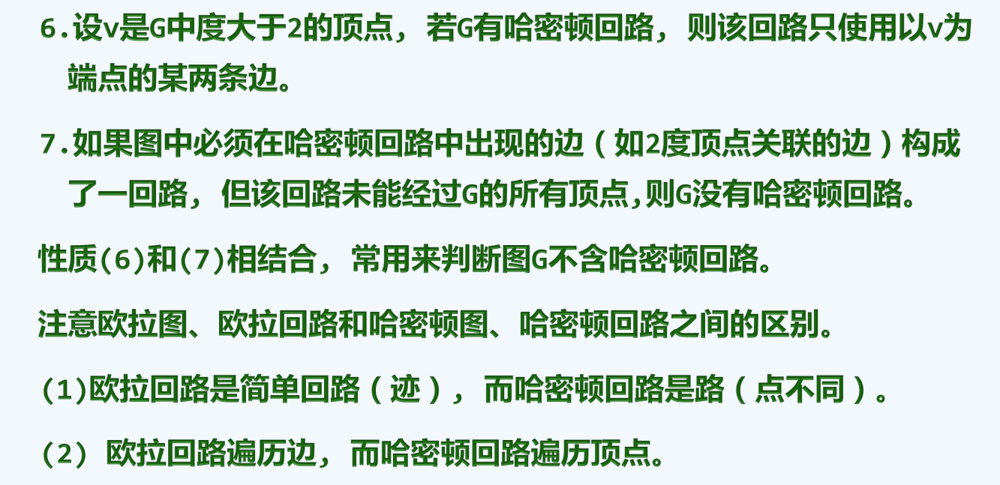 6.设v是G中度大于2的顶点，若G有哈密顿回路，则该回路只使用以v为
端点的某两条边。
7.如果图中必须在哈密顿回路中出现的边（如2度顶点关联的边）构成
了一回路，但该回路未能经过G的所有顶点,则G没有哈密顿回路。
性质(6)和(7)相结合，常用来判断图G不含哈密顿回路。
注意欧拉图、欧拉回路和哈密顿图、哈密顿回路之间的区别。
(1)欧拉回路是简单回路（迹），而哈密顿回路是路（点不同）。
(2) 欧拉回路遍历边，而哈密顿回路遍历顶点。